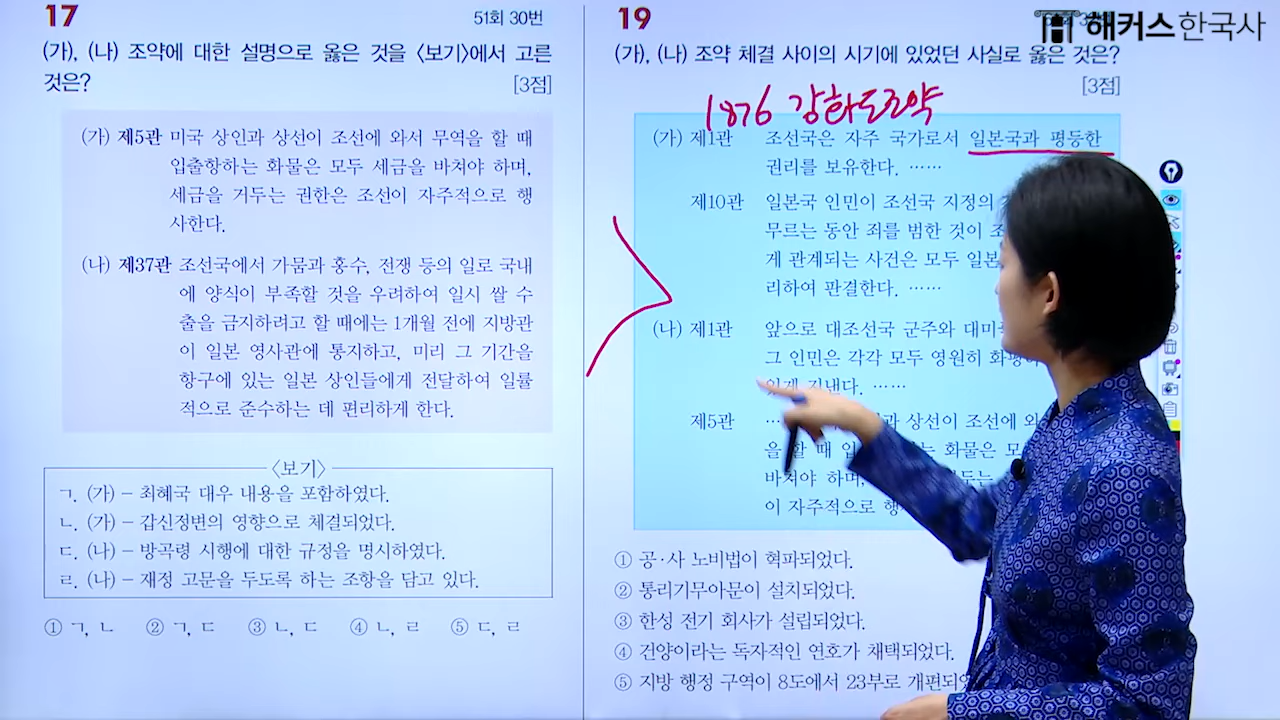 17
51회 30번
(가), (나) 조약에 대한 설명으로 옳은 것을 〈보기〉에서 고른
것은?
[3점]
(가) 제5관 미국 상인과 상선이 조선에 와서 무역을 할 때
입출항하는 화물은 모두 세금을 바쳐야 하며,
세금을 거두는 권한은 조선이 자주적으로 행
사한다.
(나) 제37관 조선국에서 가뭄과 홍수, 전쟁 등의 일로 국내
에 양식이 부족할 것을 우려하여 일시 쌀 수
출을 금지하려고 할 때에는 1개월 전에 지방관
이 일본 영사관에 통지하고, 미리 그 기간을
항구에 있는 일본 상인들에게 전달하여 일률
적으로 준수하는 데 편리하게 한다.
〈보기〉
ㄱ. (가) – 최혜국 대우 내용을 포함하였다.
ㄴ. (가) – 갑신정변의 영향으로 체결되었다.
ㄷ. (나) – 방곡령 시행에 대한 규정을 명시하였다.
ㄹ. (나) – 재정 고문을 두도록 하는 조항을 담고 있다.
① ㄱ, ㄴ ② ㄱ, ㄷ ③ ㄴ, ㄷ ④ ㄴ, ㄹ ⑤ ㄷ, ㄹ
19
해커스한국사
(가), (나) 조약 체결 사이의 시기에 있었던 사실로 옳은 것은?
[3점]
1876 강화도조약
(가) 제1관 조선국은 자주 국가로서 일본국과 평등한
권리를 보유한다. ……
제10관 일본국 인민이 조선국 지정의
무르는 동안 죄를 범한 것이
게 관계되는 사건은 모두 일본
리하여 판결한다. ……
(나) 제1관 앞으로 대조선국 군주와
그 인민은 각각 모두 영원히
지낸다. ……
제5관 … 상선이 조선에
을 할 때 화물은
바쳐야 하며,
이 자주적으로
① 공·사 노비법이 혁파되었다.
② 통리기무아문이 설치되었다.
③ 한성 전기 회사가 설립되었다.
④ 건양이라는 독자적인 연호가 채택되었다.
⑤ 지방 행정 구역이 8도에서 23부로